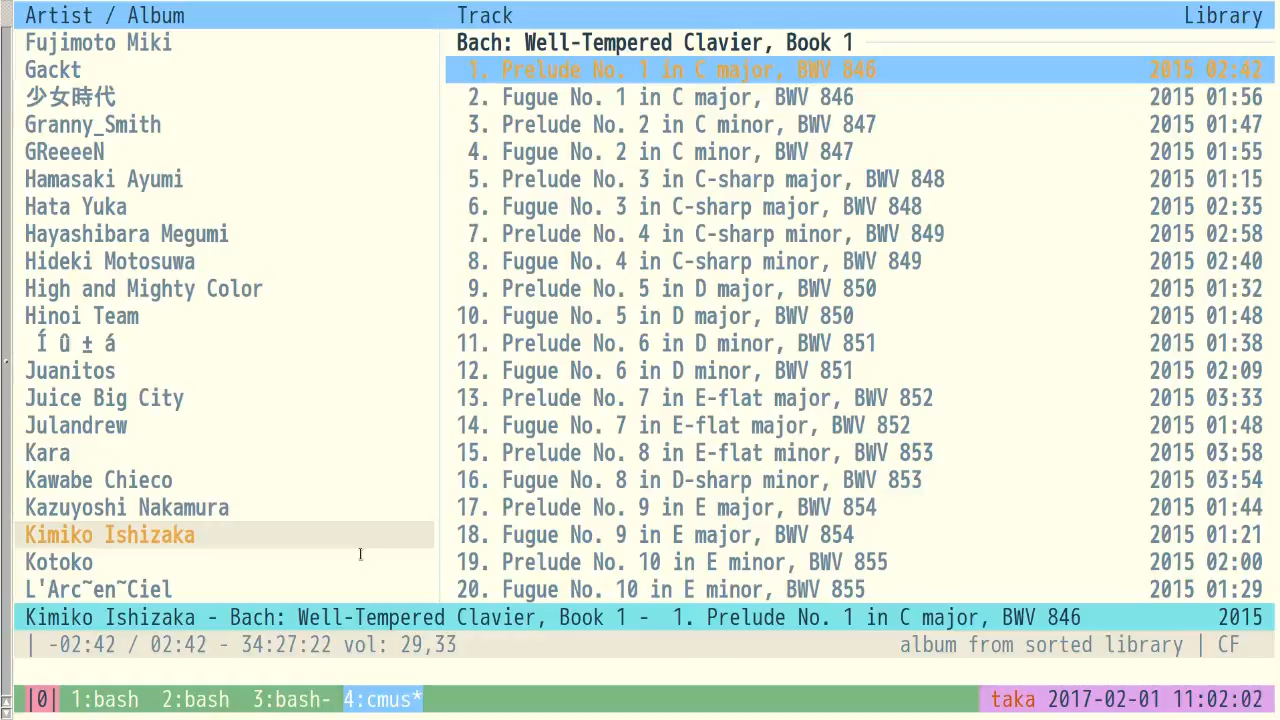 Artist / Album Track Library
Fujimoto Miki Bach: Well-Tempered Clavier, Book 1
Gackt 1. Prelude No. 1 in C major, BWV 846 2015 02:42
少女時代 2. Fugue No. 1 in C major, BWV 846 2015 01:56
Granny_Smith 3. Prelude No. 2 in C minor, BWV 847 2015 01:47
GReeeeN 4. Fugue No. 2 in C minor, BWV 847 2015 01:55
Hamasaki Ayumi 5. Prelude No. 3 in C-sharp major, BWV 848 2015 01:15
Hata Yuka 6. Fugue No. 3 in C-sharp major, BWV 848 2015 02:35
Hayashibara Megumi 7. Prelude No. 4 in C-sharp minor, BWV 849 2015 02:58
Hideki Motosuwa 8. Fugue No. 4 in C-sharp minor, BWV 849 2015 02:40
High and Mighty Color 9. Prelude No. 5 in D major, BWV 850 2015 01:32
Hinoi Team 10. Fugue No. 5 in D major, BWV 850 2015 01:48
Í û ± á 11. Prelude No. 6 in D minor, BWV 851 2015 01:38
Juanitos 12. Fugue No. 6 in D minor, BWV 851 2015 02:09
Juice Big City 13. Prelude No. 7 in E-flat major, BWV 852 2015 03:33
Julandrew 14. Fugue No. 7 in E-flat major, BWV 852 2015 01:48
Kara 15. Prelude No. 8 in E-flat minor, BWV 853 2015 03:58
Kawabe Chieco 16. Fugue No. 8 in D-sharp minor, BWV 853 2015 03:54
Kazuyoshi Nakamura 17. Prelude No. 9 in E major, BWV 854 2015 01:44
Kimiko Ishizaka 18. Fugue No. 9 in E major, BWV 854 2015 01:21
Kotoko 19. Prelude No. 10 in E minor, BWV 855 2015 02:00
L'Arc~en~Ciel 20. Fugue No. 10 in E minor, BWV 855 2015 01:29
Kimiko Ishizaka - Bach: Well-Tempered Clavier, Book 1 - 1. Prelude No. 1 in C major, BWV 846 2015
| -02:42 / 02:42 - 34:27:22 vol: 29,33 album from sorted library | CF
|0| 1:bash 2:bash 3:bash- 4:cmus* taka 2017-02-01 11:02:02